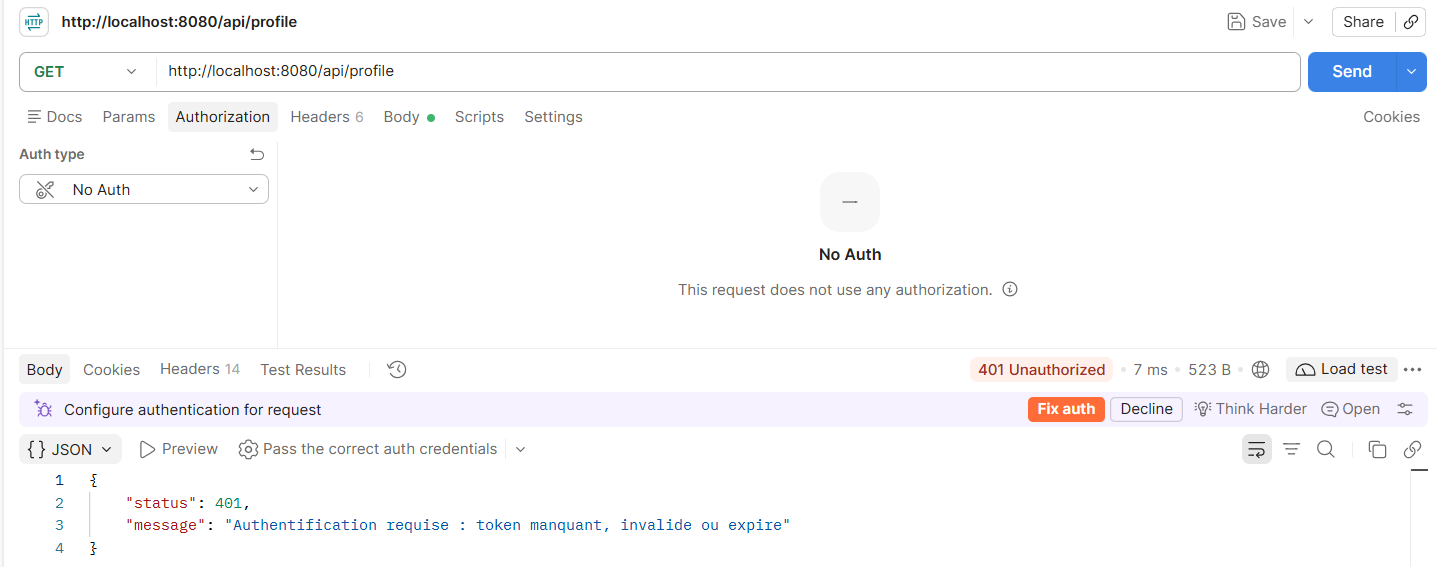 HTTP
http://localhost:8080/api/profile
Save
Share
GET
http://localhost:8080/api/profile
Send
Docs Params Authorization Headers 6 Body Scripts Settings Cookies
Auth type
No Auth
No Auth
This request does not use any authorization.
Body Cookies Headers 14 Test Results 401 Unauthorized • 7 ms • 523 B • Load test
Configure authentication for request Fix auth Decline Think Harder Open
{} JSON Preview Pass the correct auth credentials
1 {
2 "status": 401,
3 "message": "Authentification requise : token manquant, invalide ou expire"
4 }